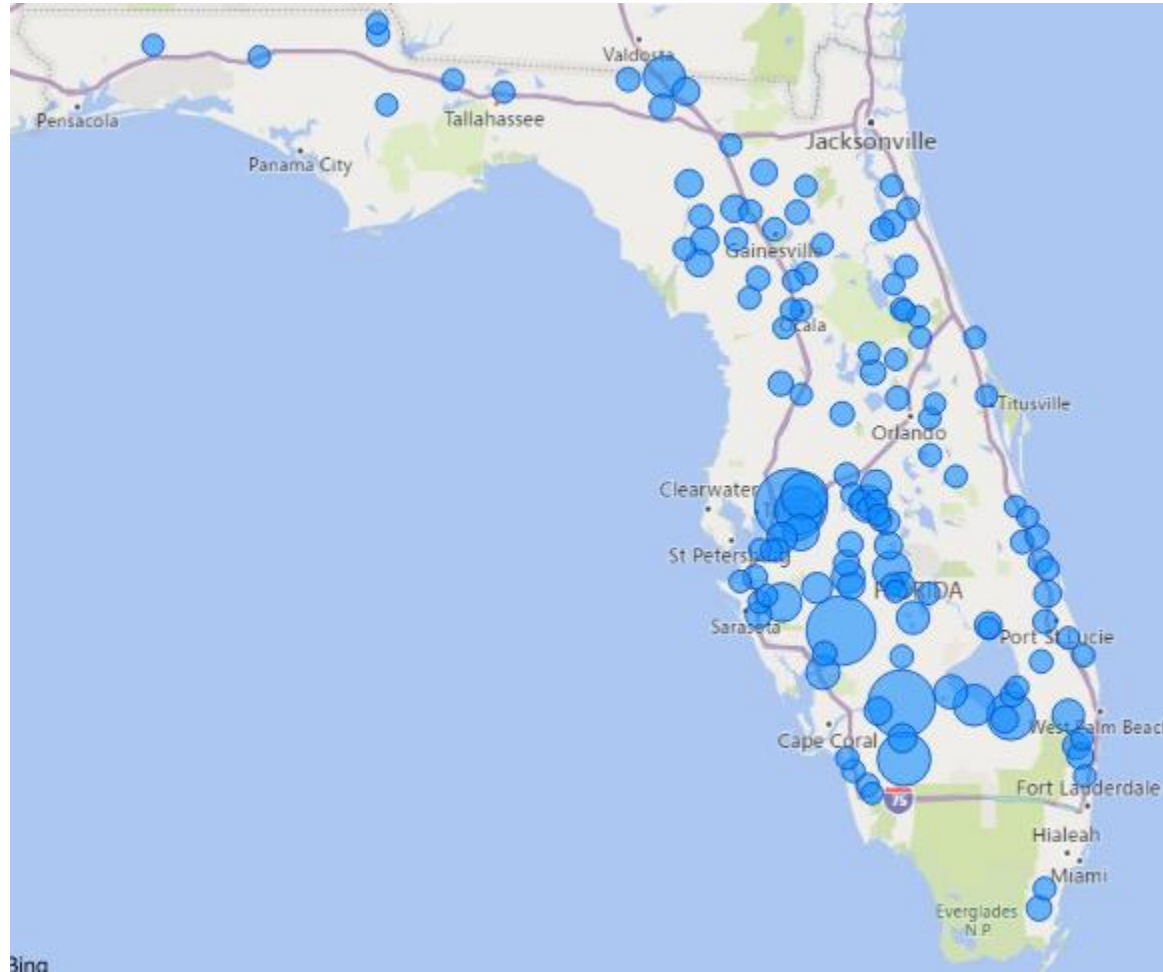 Valdosta
Pensacola
Tallahassee
Jacksonville
Panama City
Gainesville
Ocala
Titusville
Orlando
Clearwater
St Petersburg
FLORIDA
Sarasota
Port St Lucie
West Palm Beac
Cape Coral
Fort Lauderdale
75
Hialeah
Miami
Everglades
N.P.
Bing